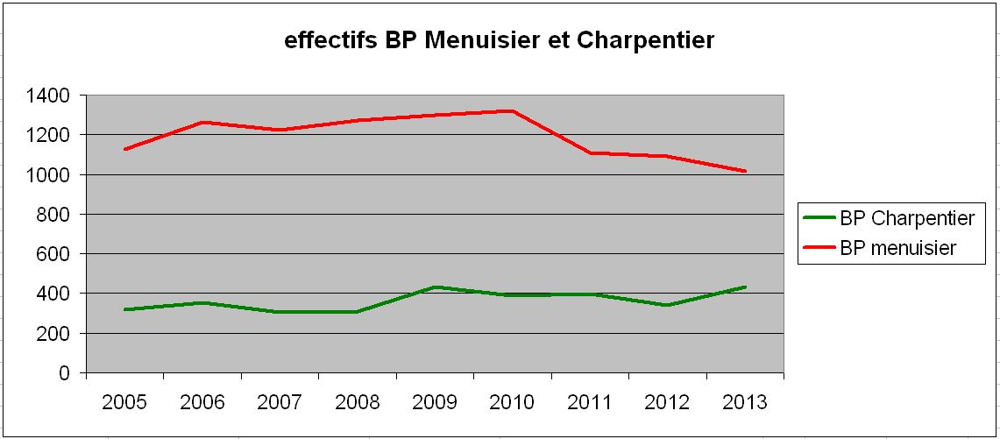 effectifs BP Menuisier et Charpentier
1400
1200
1000
800
600
400
200
0
2005 2006 2007 2008 2009 2010 2011 2012 2013
BP Charpentier
BP menuisier